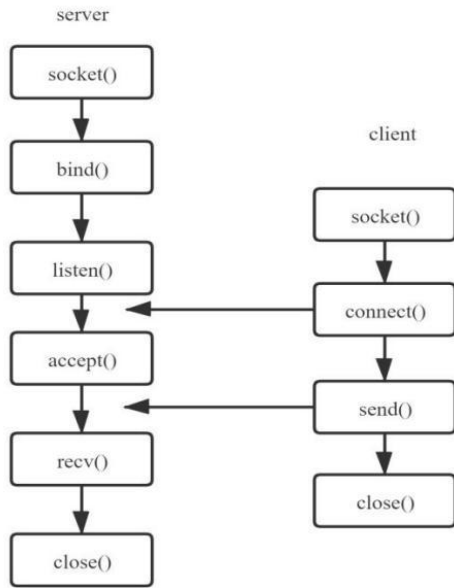 server
socket()
bind()
listen()
accept()
recv()
close()
client
socket()
connect()
send()
close()